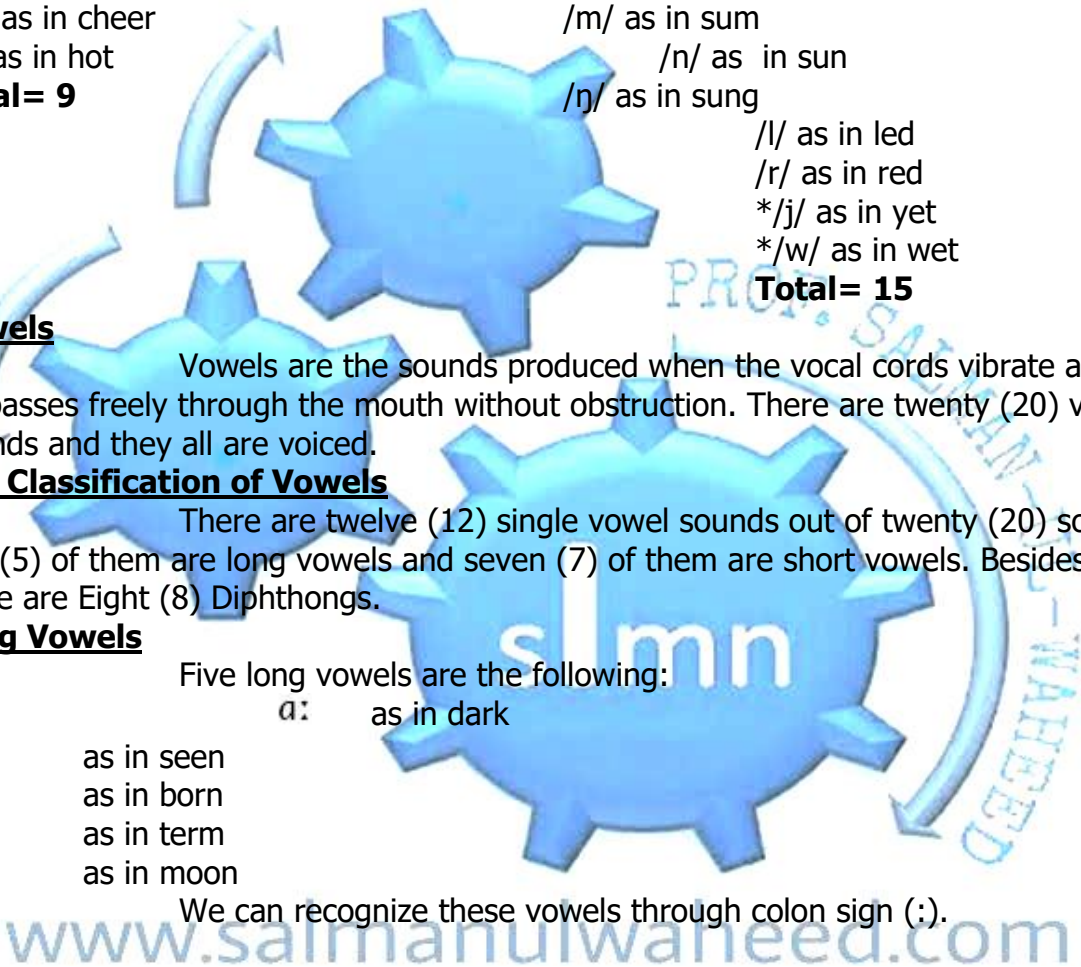 as in cheer
/m/ as in sum
as in hot
/n/ as in sun
al= 9
/ŋ/ as in sung
/l/ as in led
/r/ as in red
*/j/ as in yet
*/w/ as in wet
Total= 15
PROF. SALMAN-UL-WAHEED
wels
Vowels are the sounds produced when the vocal cords vibrate a
passes freely through the mouth without obstruction. There are twenty (20) v
nds and they all are voiced.
Classification of Vowels
There are twelve (12) single vowel sounds out of twenty (20) so
(5) of them are long vowels and seven (7) of them are short vowels. Besides
e are Eight (8) Diphthongs.
g Vowels
slmn
Five long vowels are the following:
a: as in dark
as in seen
as in born
as in term
as in moon
We can recognize these vowels through colon sign (:).
www.salmanulwaheed.com